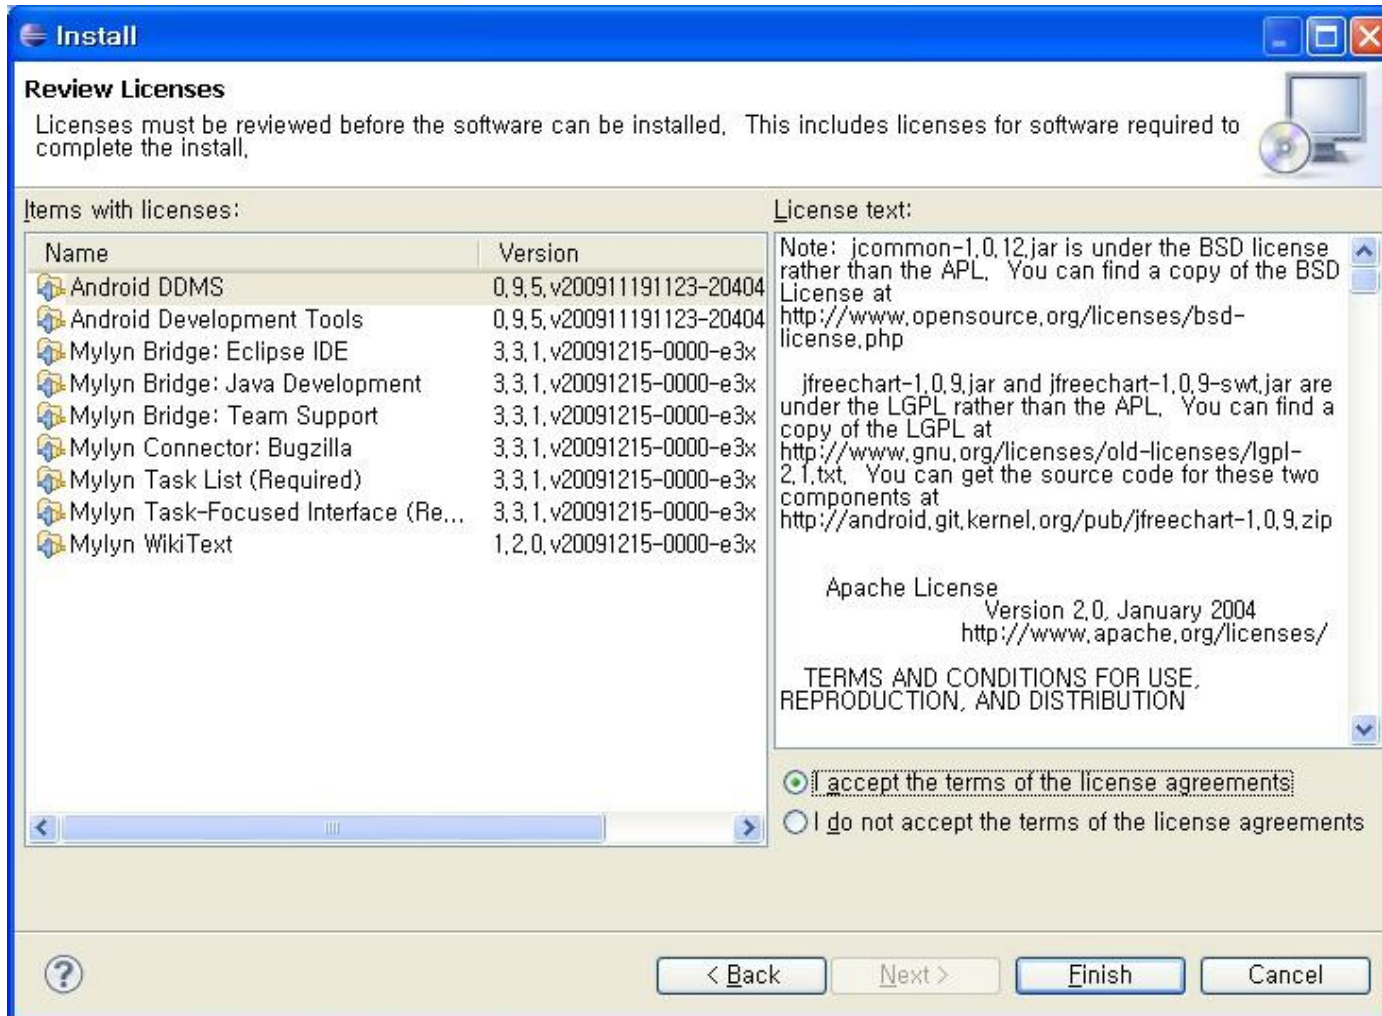 Install
Review Licenses
Licenses must be reviewed before the software can be installed. This includes licenses for software required to
complete the install.
Items with licenses:
Name Version
Android DDMS 0.9.5.v200911191123-20404
Android Development Tools 0.9.5.v200911191123-20404
Mylyn Bridge: Eclipse IDE 3.3.1.v20091215-0000-e3x
Mylyn Bridge: Java Development 3.3.1.v20091215-0000-e3x
Mylyn Bridge: Team Support 3.3.1.v20091215-0000-e3x
Mylyn Connector: Bugzilla 3.3.1.v20091215-0000-e3x
Mylyn Task List (Required) 3.3.1.v20091215-0000-e3x
Mylyn Task-Focused Interface (Re... 3.3.1.v20091215-0000-e3x
Mylyn WikiText 1.2.0.v20091215-0000-e3x
License text:
Note: jcommon-1.0.12.jar is under the BSD license
rather than the APL. You can find a copy of the BSD
License at
http://www.opensource.org/licenses/bsd-
license.php
jfreechart-1.0.9.jar and jfreechart-1.0.9-swt.jar are
under the LGPL rather than the APL. You can find a
copy of the LGPL at
http://www.gnu.org/licenses/old-licenses/lgpl-
2.1.txt. You can get the source code for these two
components at
http://android.git.kernel.org/pub/jfreechart-1.0.9.zip
Apache License
Version 2.0, January 2004
http://www.apache.org/licenses/
TERMS AND CONDITIONS FOR USE,
REPRODUCTION, AND DISTRIBUTION
I accept the terms of the license agreements
I do not accept the terms of the license agreements
?
< Back Next > Finish Cancel